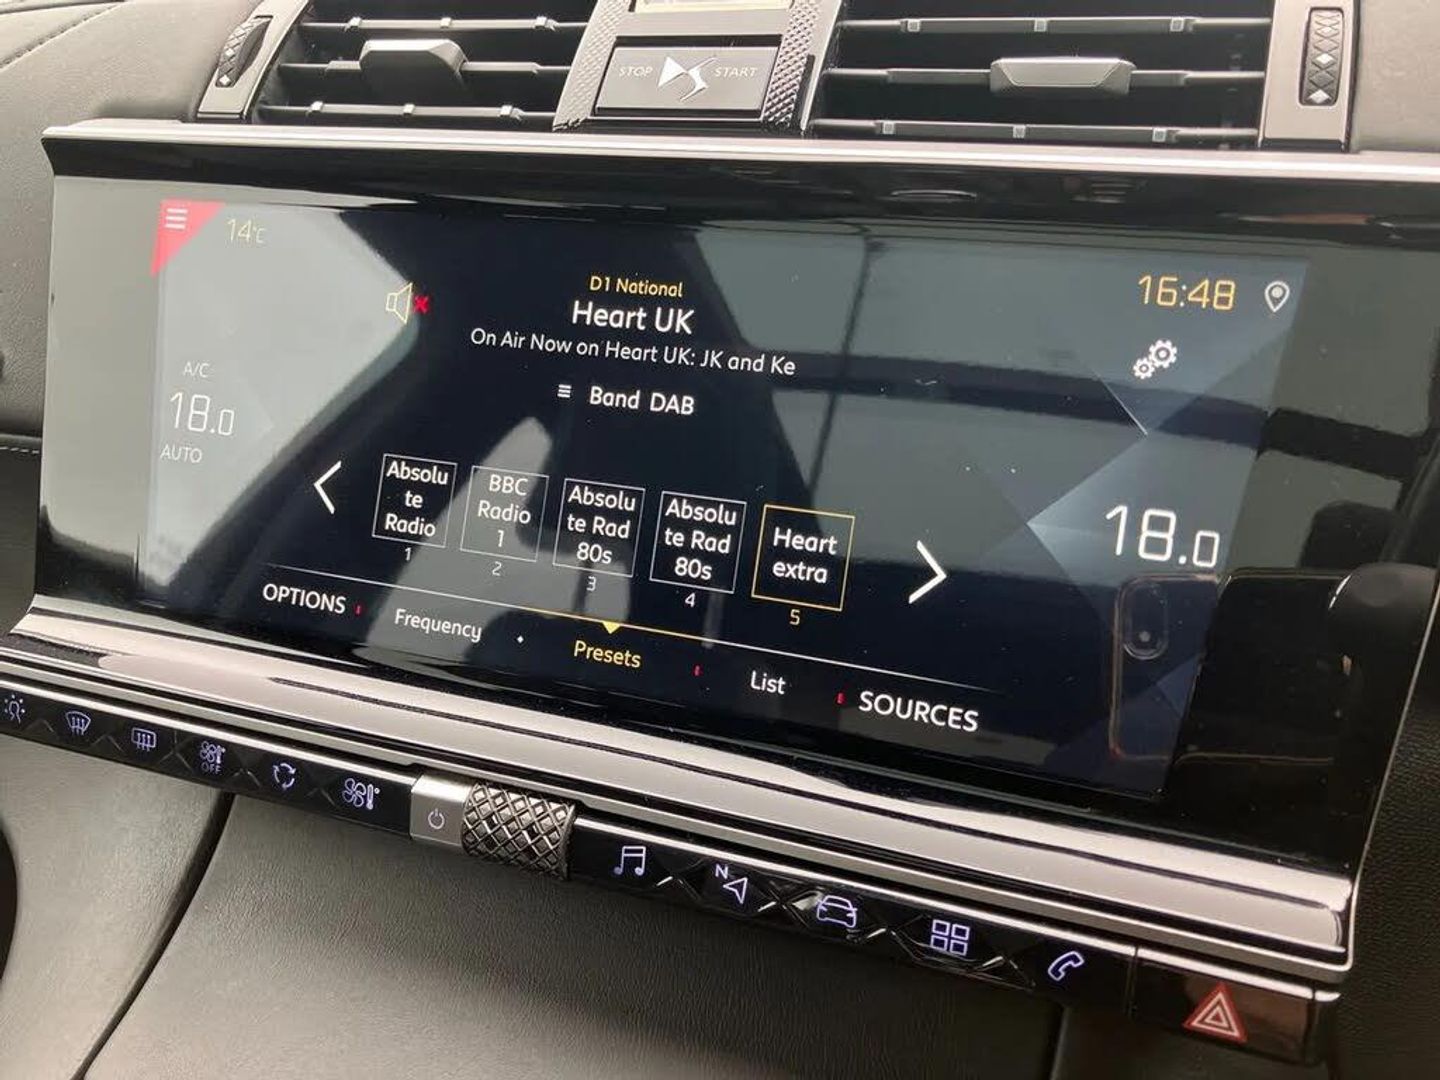 STOP DS START
14°C
D1 National
16:48
Heart UK
On Air Now on Heart UK: JK and Ke
Band DAB
A/C
18.0
AUTO
18.0
Absolu
te
Radio
1
BBC
Radio
1
2
Absolu
te Rad
80s
3
Absolu
te Rad
80s
4
Heart
extra
5
OPTIONS
Frequency
Presets
List
SOURCES
OFF
N